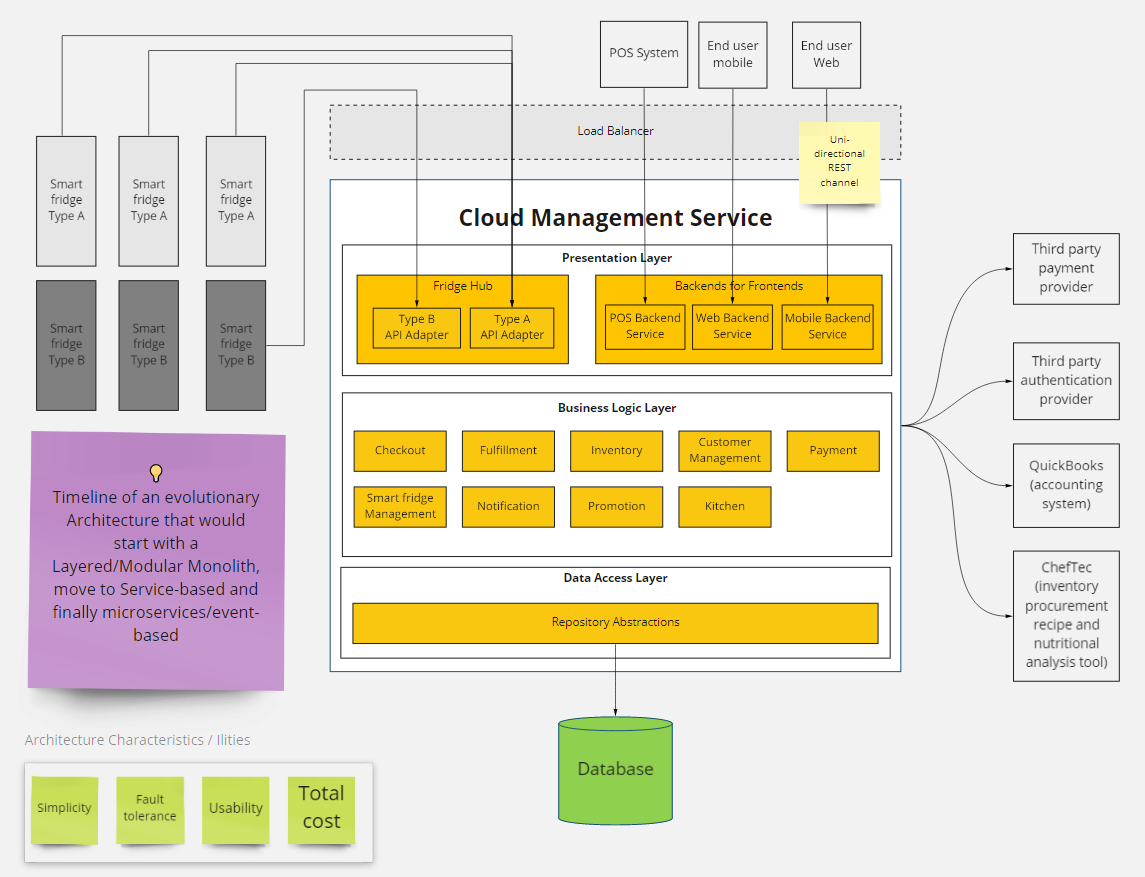 POS System
End user
mobile
End user
Web
Load Balancer
Uni-
directional
REST
channel
Smart
fridge
Type A
Smart
fridge
Type A
Smart
fridge
Type A
Smart
fridge
Type B
Smart
fridge
Type B
Smart
fridge
Type B
Cloud Management Service
Presentation Layer
Fridge Hub
Type B
API Adapter
Type A
API Adapter
Backends for Frontends
POS Backend
Service
Web Backend
Service
Mobile Backend
Service
Business Logic Layer
Checkout
Fulfillment
Inventory
Customer
Management
Payment
Smart fridge
Management
Notification
Promotion
Kitchen
Data Access Layer
Repository Abstractions
Database
Third party
payment
provider
Third party
authentication
provider
QuickBooks
(accounting
system)
ChefTec
(inventory
procurement
recipe and
nutritional
analysis tool)
Timeline of an evolutionary
Architecture that would
start with a
Layered/Modular Monolith,
move to Service-based and
finally microservices/event-
based
Architecture Characteristics / Ilities
Simplicity
Fault
tolerance
Usability
Total
cost